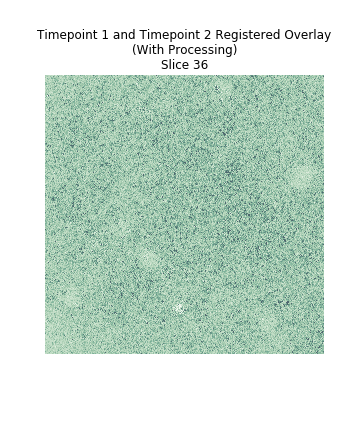 Timepoint 1 and Timepoint 2 Registered Overlay
(With Processing)
Slice 36